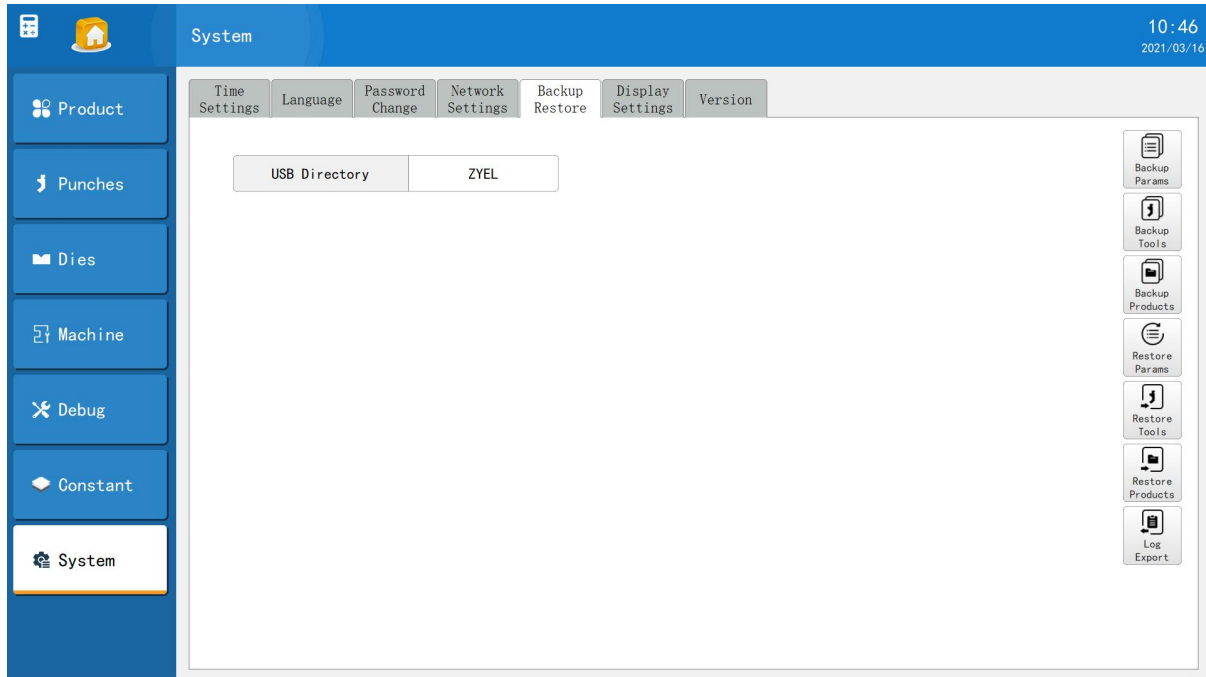 System
10:46
2021/03/16
Product
Punches
Dies
Machine
Debug
Constant
System
Time
Settings
Language
Password
Change
Network
Settings
Backup
Restore
Display
Settings
Version
USB Directory
ZYEL
Backup
Params
Backup
Tools
Backup
Products
Restore
Params
Restore
Tools
Restore
Products
Log
Export